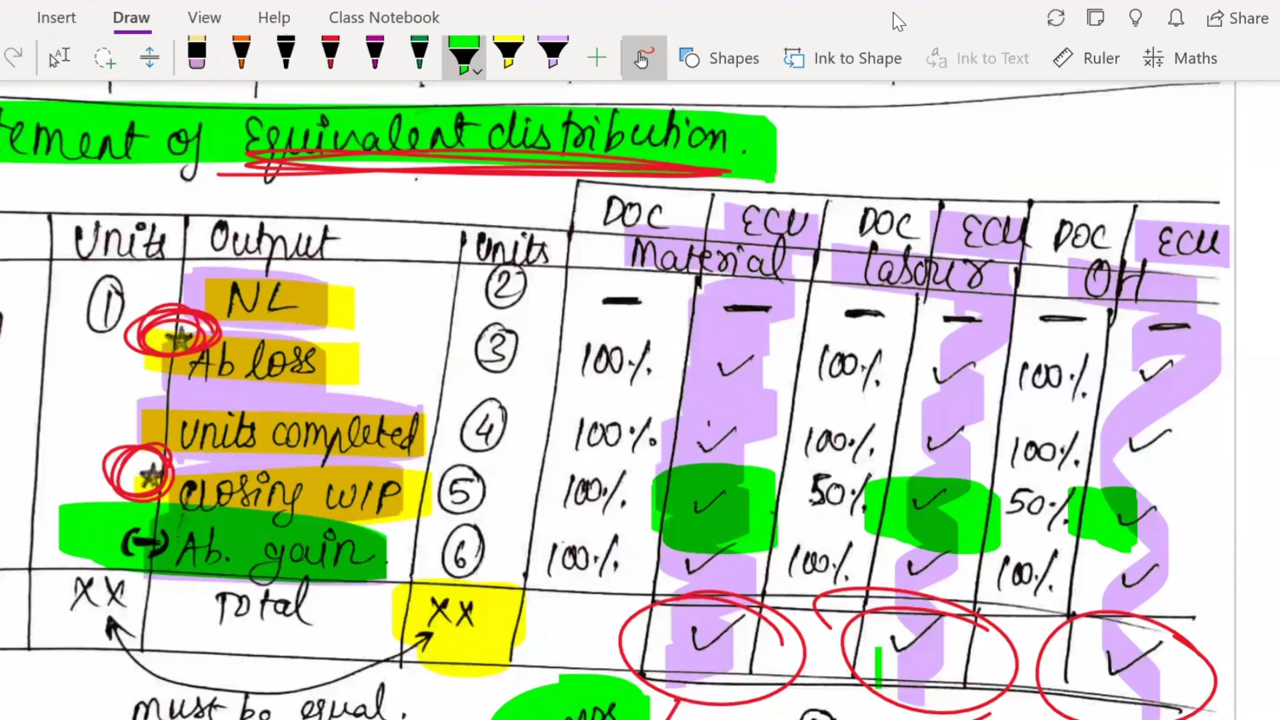 Insert Draw View Help Class Notebook Share
Shapes Ink to Shape Ink to Text Ruler Maths
tement of Equivalent distribution.
DOC ECU DOC ECU DOC ECU
Units Output Units Material Labour OH
① NL ② — — — — — —
★ Ab loss ③ 100% ✓ 100% ✓ 100% ✓
units completed ④ 100% ✓ 100% ✓ 100% ✓
★ closing WIP ⑤ 100% ✓ 50% ✓ 50% ✓
(-) Ab. gain ⑥ 100% ✓ 100% ✓ 100% ✓
XX Total XX ✓ ✓ ✓
must be equal.